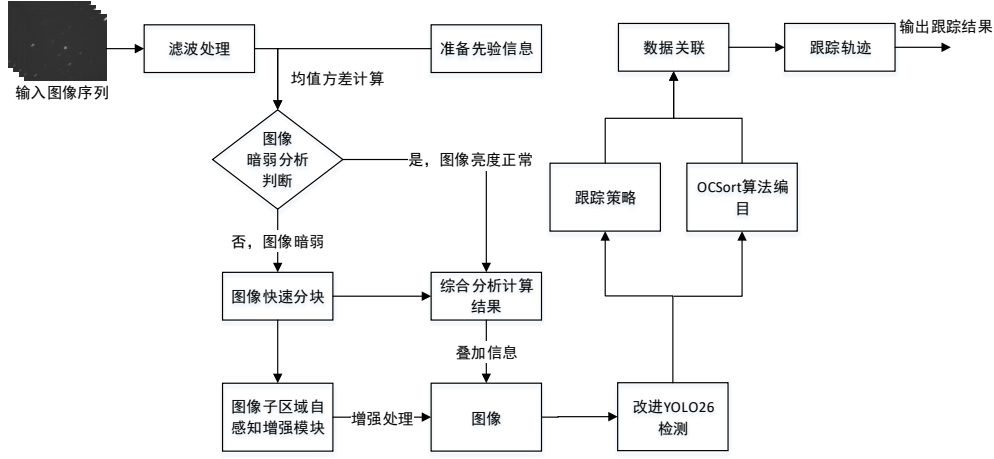 输入图像序列
滤波处理
准备先验信息
均值方差计算
图像
暗弱分析
判断
是，图像亮度正常
否，图像暗弱
图像快速分块
综合分析计算
结果
叠加信息
图像子区域自
感知增强模块
增强处理
图像
改进YOLO26
检测
跟踪策略
OCSort算法编
目
数据关联
跟踪轨迹
输出跟踪结果